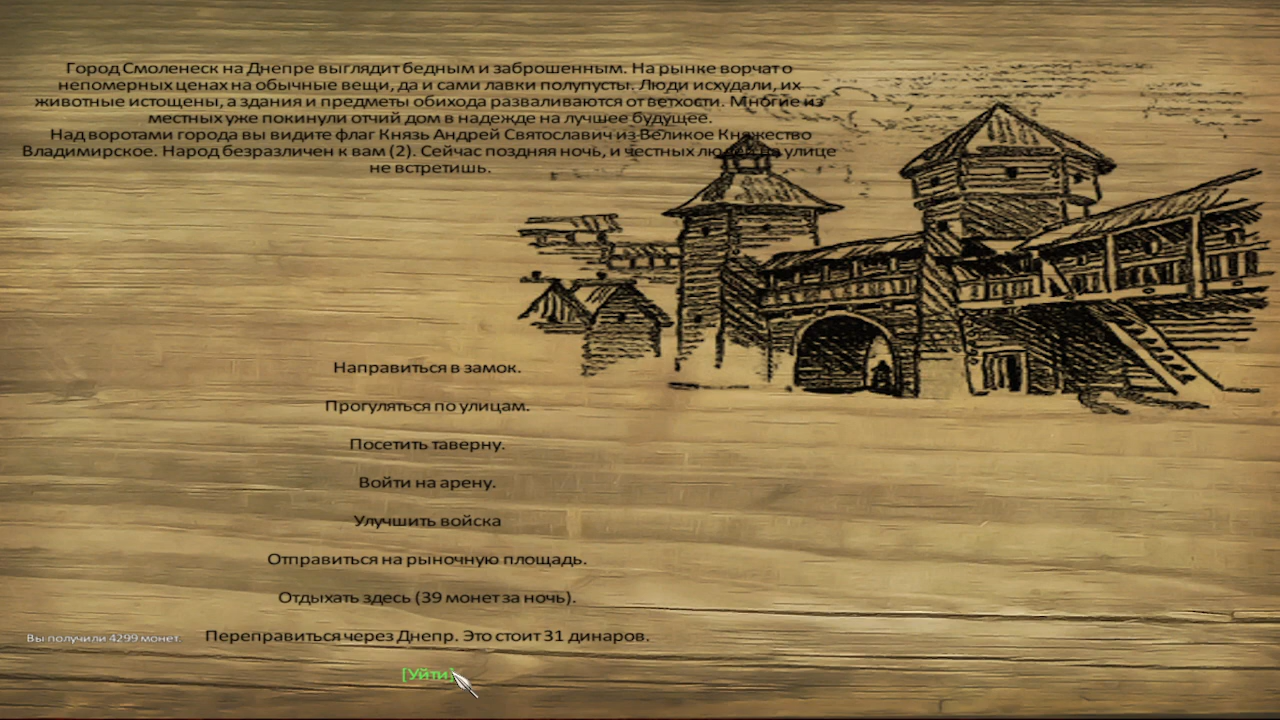 Город Смоленеск на Днепре выглядит бедным и заброшенным. На рынке ворчат о
непомерных ценах на обычные вещи, да и сами лавки полупусты. Люди исхудали, их
животные истощены, а здания и предметы обихода разваливаются от ветхости. Многие из
местных уже покинули отчий дом в надежде на лучшее будущее.
Над воротами города вы видите флаг Князь Андрей Святославич из Великое Княжество
Владимирское. Народ безразличен к вам (2). Сейчас поздняя ночь, и честных людей на улице
не встретишь.
Направиться в замок.
Прогуляться по улицам.
Посетить таверну.
Войти на арену.
Улучшить войска
Отправиться на рыночную площадь.
Отдыхать здесь (39 монет за ночь).
Вы получили 4299 монет.
Переправиться через Днепр. Это стоит 31 динаров.
[Уйти]